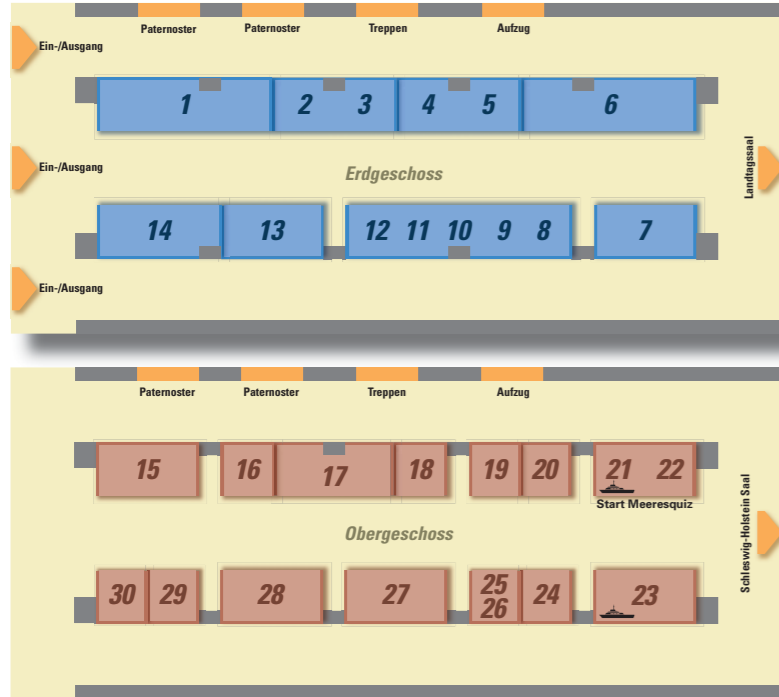 Paternoster Paternoster Treppen Aufzug
Ein-/Ausgang
1 2 3 4 5 6
Ein-/Ausgang
Erdgeschoss
Landtagssaal
14 13 12 11 10 9 8 7
Ein-/Ausgang
Paternoster Paternoster Treppen Aufzug
15 16 17 18 19 20 21 22
Start Meeresquiz
Obergeschoss
Schleswig-Holstein Saal
30 29 28 27 25 24 23
26